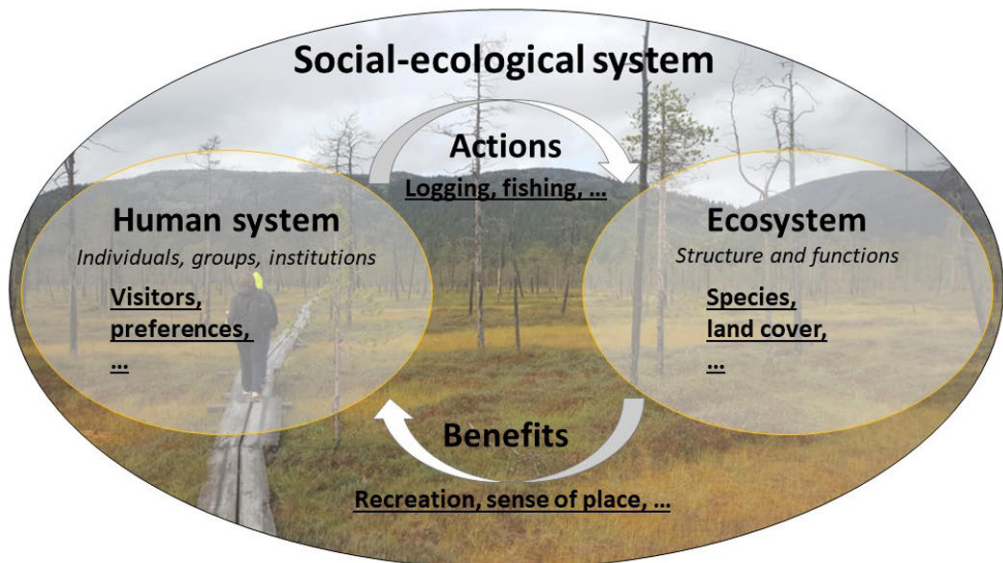 Social-ecological system
Actions
Logging, fishing, ...
Human system
Individuals, groups, institutions
Visitors,
preferences,
...
Ecosystem
Structure and functions
Species,
land cover,
...
Benefits
Recreation, sense of place, ...